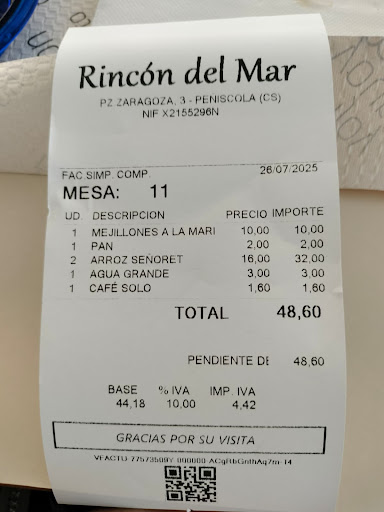 Rincón del Mar
PZ ZARAGOZA, 3 - PENISCOLA (CS)
NIF X2155296N
FAC SIMP. COMP. 26/07/2025
MESA: 11
UD. DESCRIPCION PRECIO IMPORTE
1 MEJILLONES A LA MARI 10,00 10,00
1 PAN 2,00 2,00
2 ARROZ SEÑORET 16,00 32,00
1 AGUA GRANDE 3,00 3,00
1 CAFÉ SOLO 1,60 1,60
TOTAL 48,60
PENDIENTE DE 48,60
BASE % IVA IMP. IVA
44,18 10,00 4,42
GRACIAS POR SU VISITA